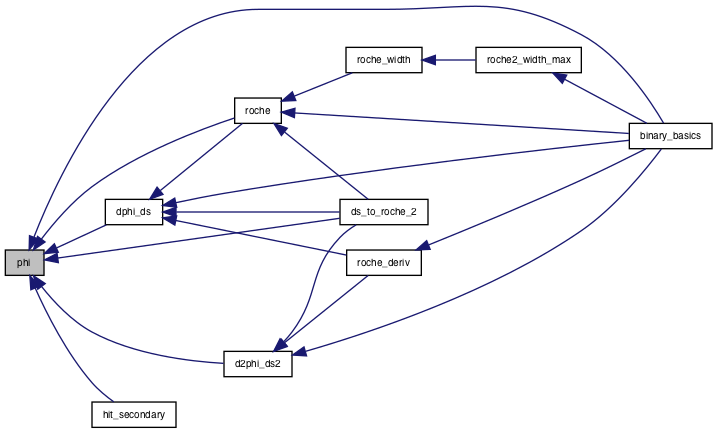 roche_width
roche2_width_max
roche
binary_basics
dphi_ds
ds_to_roche_2
phi
roche_deriv
d2phi_ds2
hit_secondary